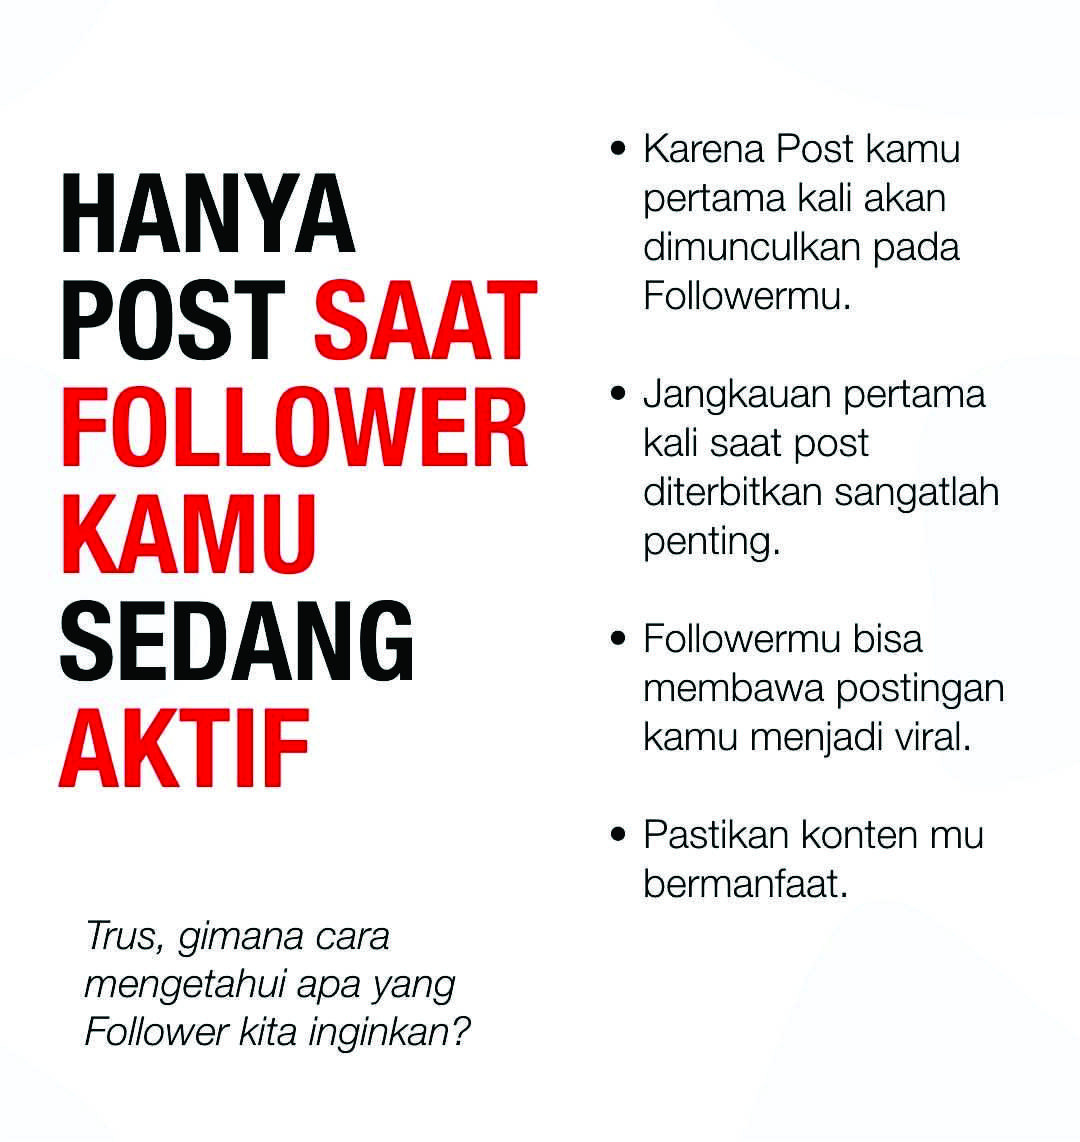 HANYA
POST SAAT
FOLLOWER
KAMU
SEDANG
AKTIF
Trus, gimana cara
mengetahui apa yang
Follower kita inginkan?
• Karena Post kamu
pertama kali akan
dimunculkan pada
Followermu.
• Jangkauan pertama
kali saat post
diterbitkan sangatlah
penting.
• Followermu bisa
membawa postingan
kamu menjadi viral.
• Pastikan konten mu
bermanfaat.